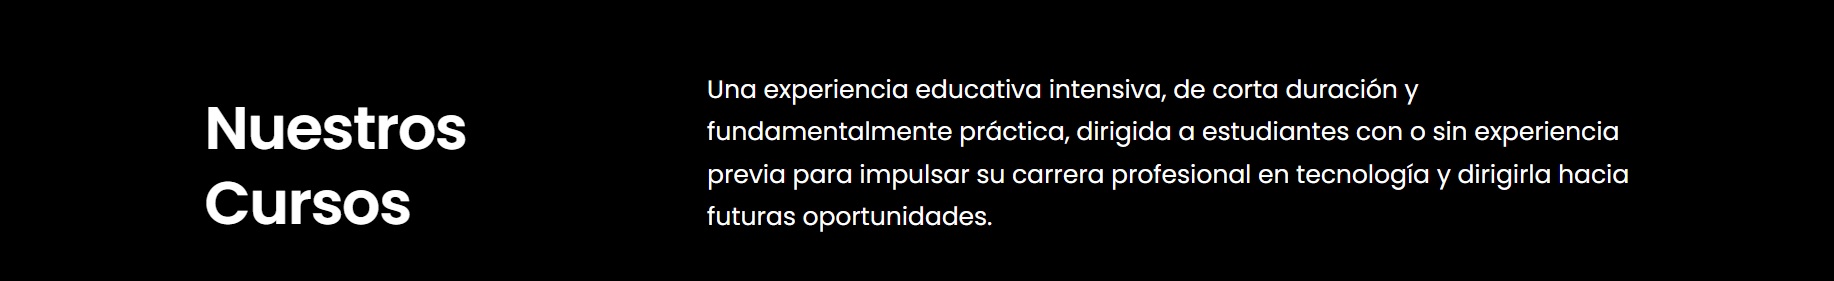 Nuestros
Cursos
Una experiencia educativa intensiva, de corta duración y
fundamentalmente práctica, dirigida a estudiantes con o sin experiencia
previa para impulsar su carrera profesional en tecnología y dirigirla hacia
futuras oportunidades.